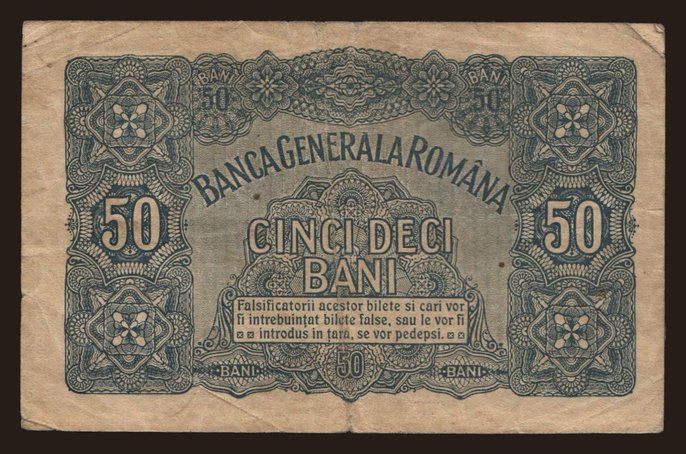 BANI
50
BANI
50
BANCA GENERALA ROMÂNA
50
50
CINCI DECI
BANI
Falsificatorii acestor bilete si cari vor
fi intrebuințat bilete false, sau le vor fi
introdus in țara, se vor pedepsi.
50
BANI
BANI